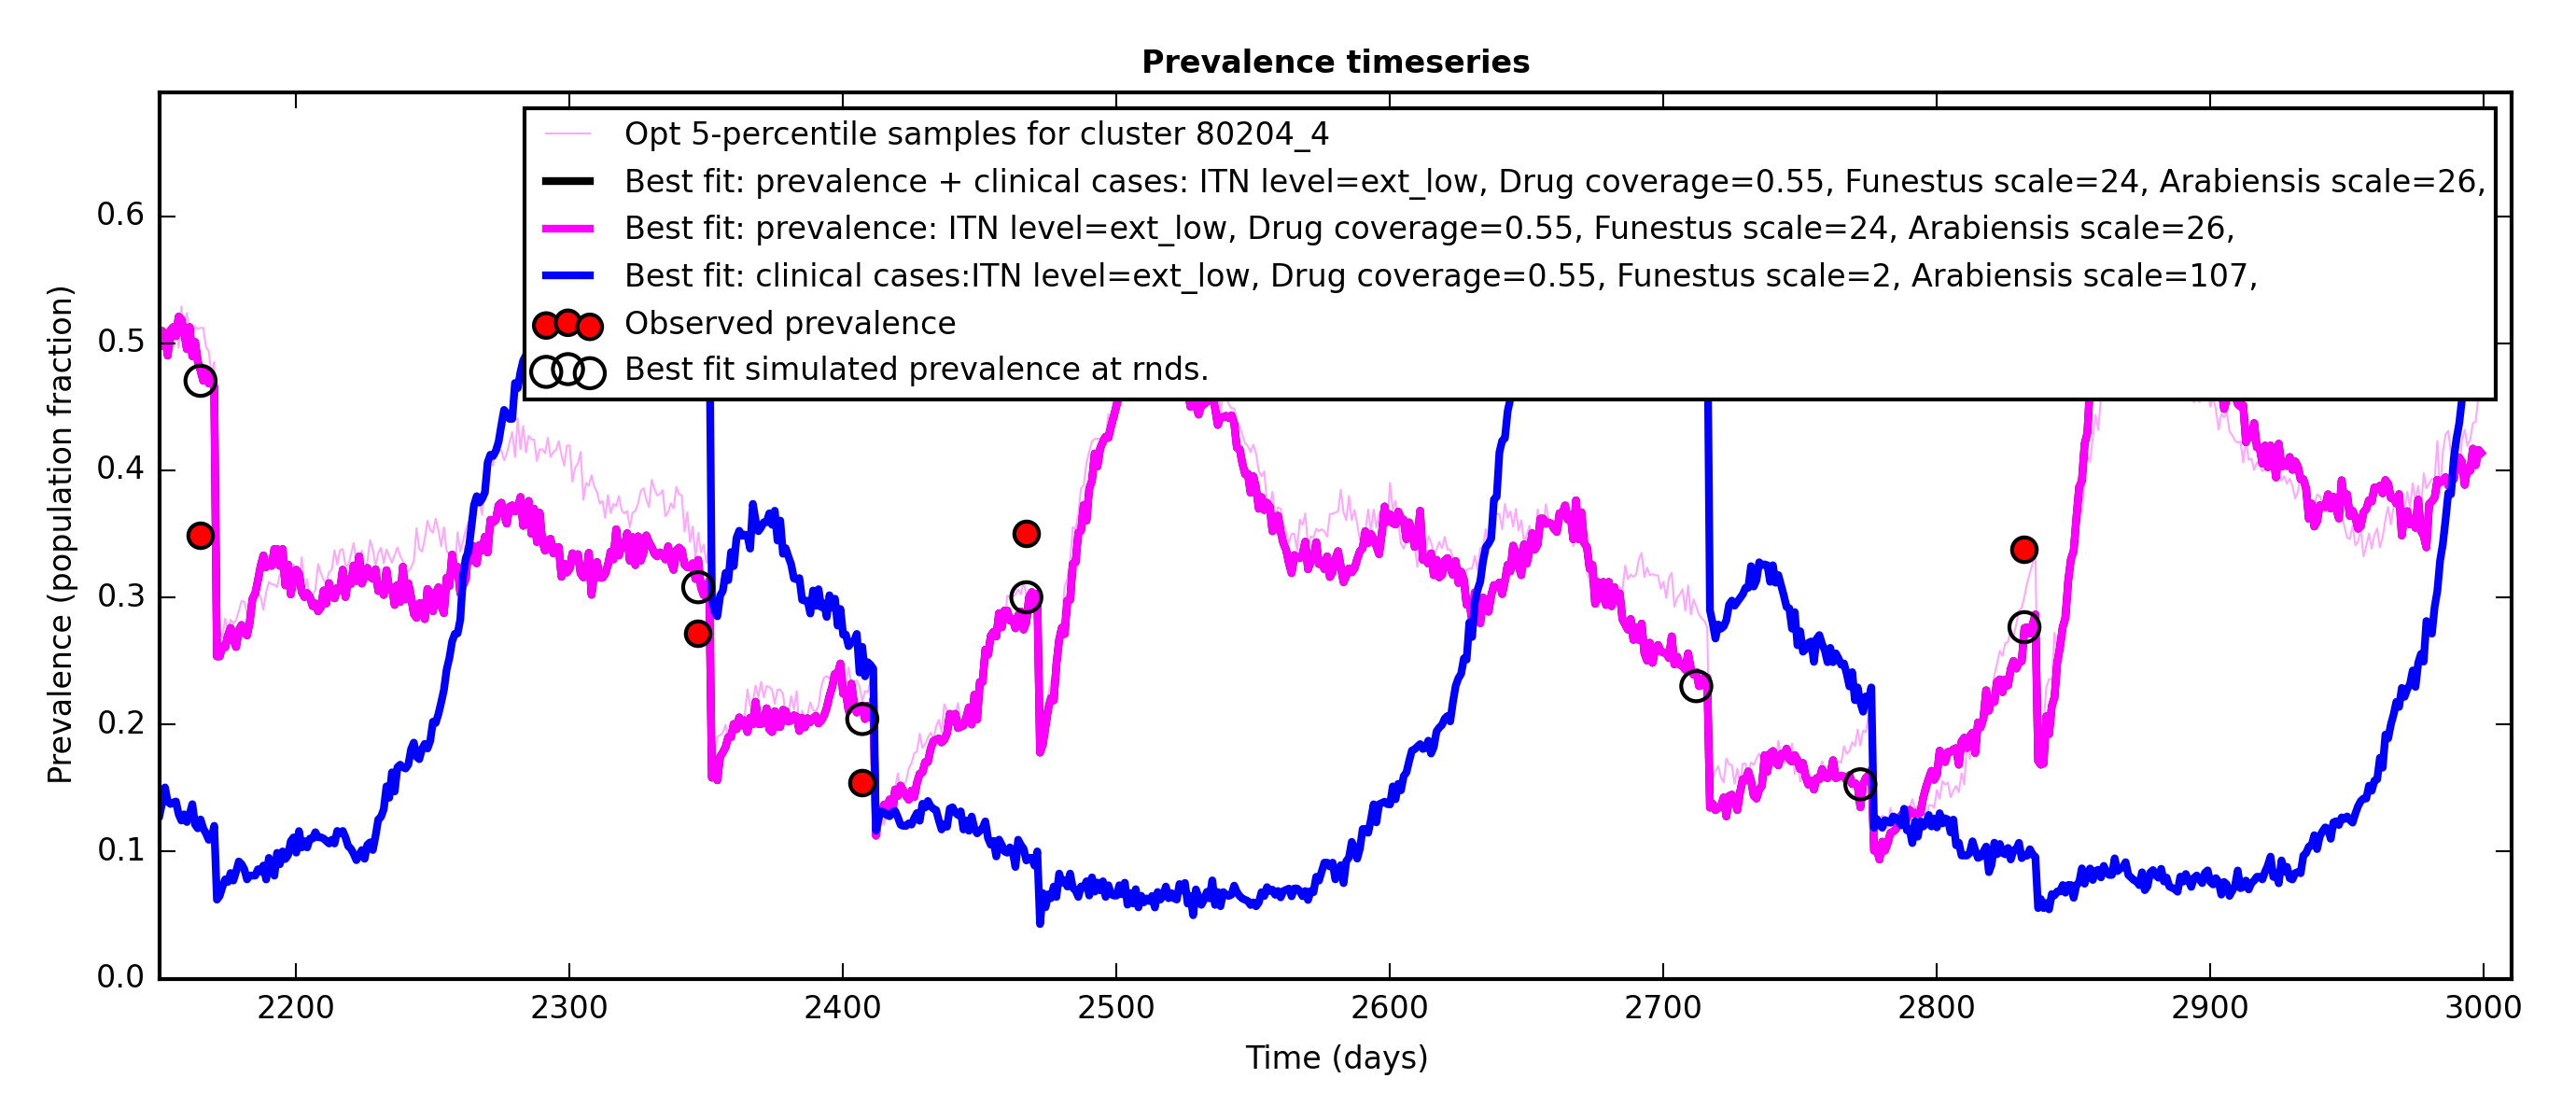 Prevalence timeseries
Opt 5-percentile samples for cluster 80204_4
Best fit: prevalence + clinical cases: ITN level=ext_low, Drug coverage=0.55, Funestus scale=24, Arabiensis scale=26,
Best fit: prevalence: ITN level=ext_low, Drug coverage=0.55, Funestus scale=24, Arabiensis scale=26,
Best fit: clinical cases:ITN level=ext_low, Drug coverage=0.55, Funestus scale=2, Arabiensis scale=107,
Observed prevalence
Best fit simulated prevalence at rnds.
Prevalence (population fraction)
0.6
0.5
0.4
0.3
0.2
0.1
0.0
2200 2300 2400 2500 2600 2700 2800 2900 3000
Time (days)